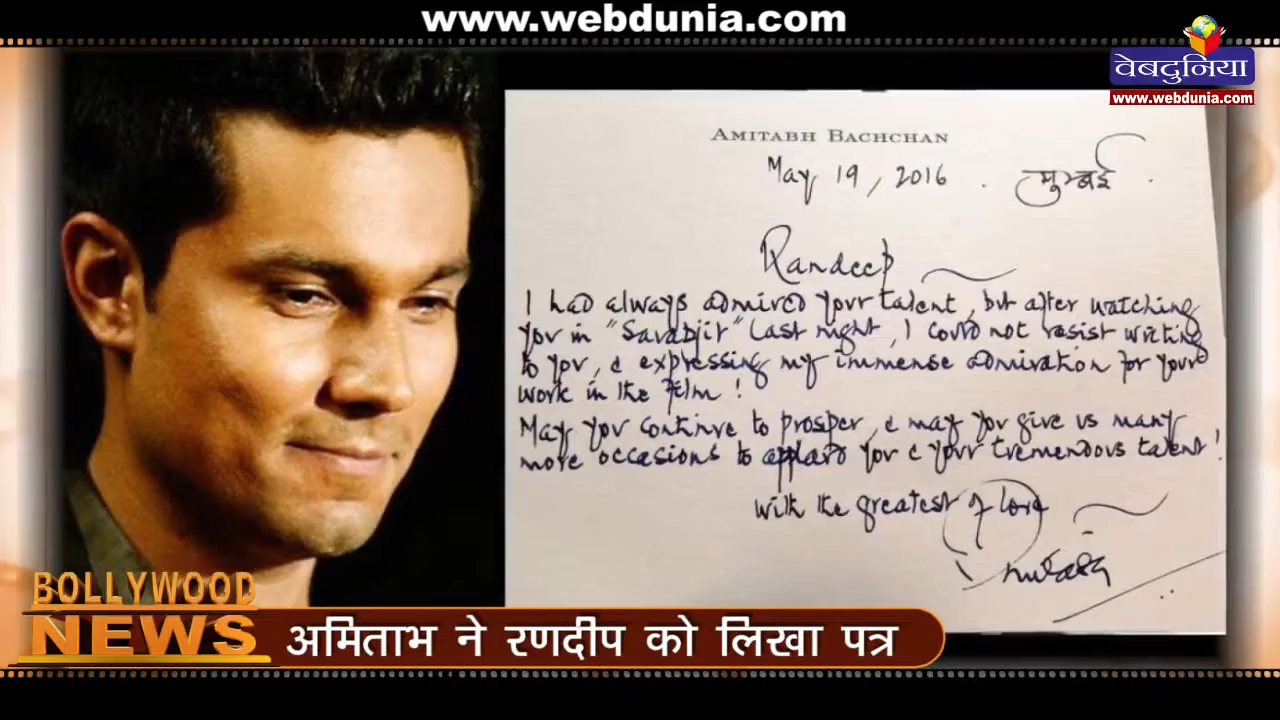 www.webdunia.com
वेबदुनिया
www.webdunia.com
AMITABH BACHCHAN
May 19, 2016. मुम्बई.
Randeep
I had always admired your talent, but after watching
you in "Sarabjit" last night, I could not resist writing
to you, & expressing my immense admiration for your
work in the film!
May you continue to prosper, & may you give us many
more occasions to applaud you & your tremendous talent!
With the greatest of love
BOLLYWOOD
NEWS
अमिताभ ने रणदीप को लिखा पत्र